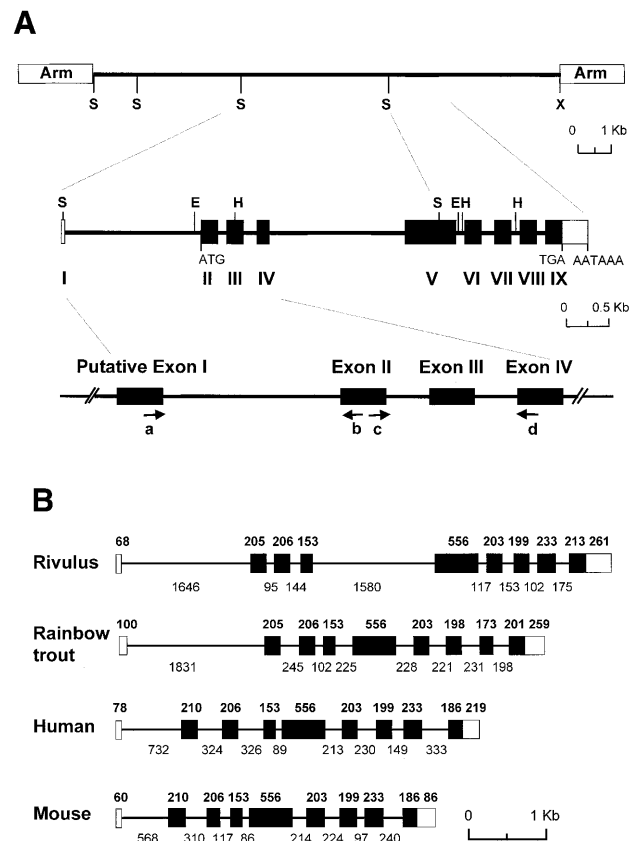 A
Arm Arm
S S S S X
0 1 Kb
S E H S E H H
ATG TGA AATAAA
I II III IV V VI VII VIII IX
0 0.5 Kb
Putative Exon I Exon II Exon III Exon IV
a b c d
B
68 205 206 153 556 203 199 233 213 261
Rivulus
1646 95 144 1580 117 153 102 175
100 205 206 153 556 203 198 173 201 259
Rainbow
trout
1831 245 102 225 228 221 231 198
78 210 206 153 556 203 199 233 186 219
Human
732 324 326 89 213 230 149 333
60 210 206 153 556 203 199 233 186 86
Mouse
0 1 Kb
568 310 117 86 214 224 97 240